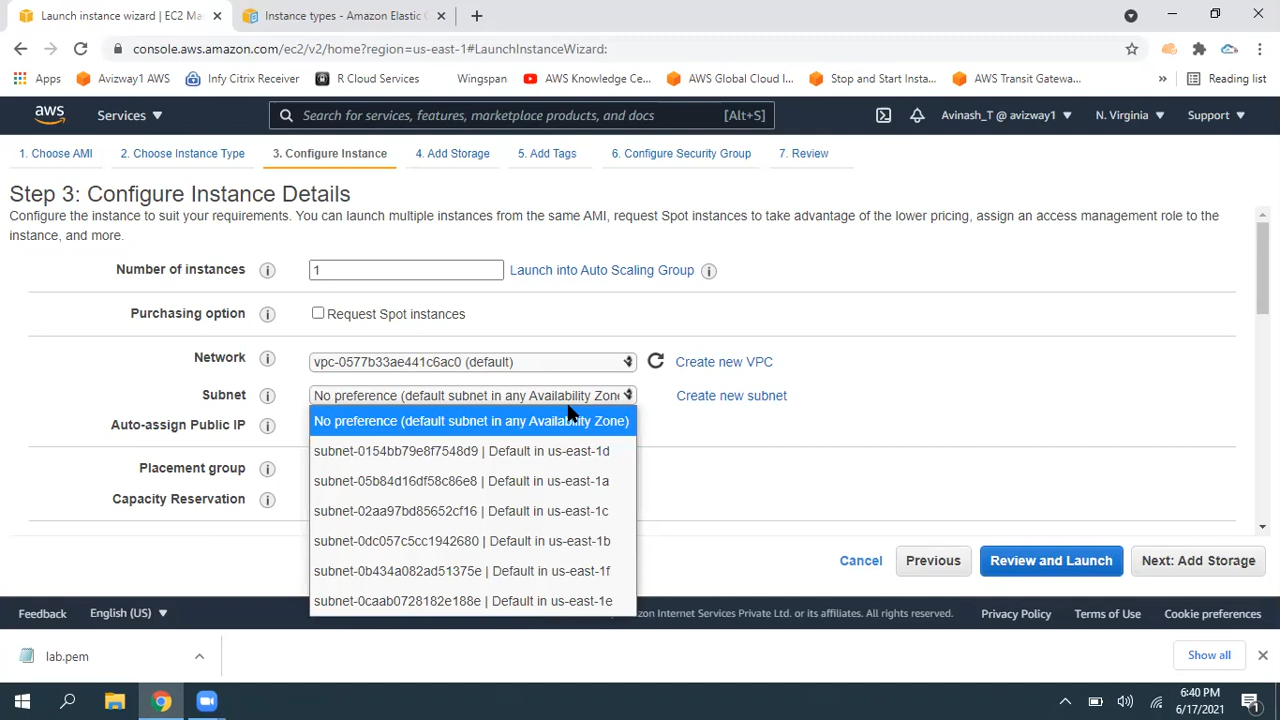 Launch instance wizard | EC2 Ma
Instance types - Amazon Elastic C
console.aws.amazon.com/ec2/v2/home?region=us-east-1#LaunchInstanceWizard:
Apps
Avizway1 AWS
Infy Citrix Receiver
R Cloud Services
Wingspan
AWS Knowledge Ce...
AWS Global Cloud I...
Stop and Start Insta...
AWS Transit Gatewa...
»
Reading list
aws
Services
Search for services, features, marketplace products, and docs
[Alt+S]
Avinash_T @ avizway1
N. Virginia
Support
1. Choose AMI
2. Choose Instance Type
3. Configure Instance
4. Add Storage
5. Add Tags
6. Configure Security Group
7. Review
Step 3: Configure Instance Details
Configure the instance to suit your requirements. You can launch multiple instances from the same AMI, request Spot instances to take advantage of the lower pricing, assign an access management role to the
instance, and more.
Number of instances
1
Launch into Auto Scaling Group
Purchasing option
Request Spot instances
Network
vpc-0577b33ae441c6ac0 (default)
Create new VPC
Subnet
No preference (default subnet in any Availability Zone
Create new subnet
No preference (default subnet in any Availability Zone)
Auto-assign Public IP
subnet-0154bb79e8f7548d9 | Default in us-east-1d
Placement group
subnet-05b84d16df58c86e8 | Default in us-east-1a
Capacity Reservation
subnet-02aa97bd85652cf16 | Default in us-east-1c
subnet-0dc057c5cc1942680 | Default in us-east-1b
subnet-0b434a082ad51375e | Default in us-east-1f
subnet-0caab0728182e188e | Default in us-east-1e
Cancel
Previous
Review and Launch
Next: Add Storage
Feedback
English (US)
zon Internet Services Private Ltd. or its affiliates. All rights reserved.
Privacy Policy
Terms of Use
Cookie preferences
lab.pem
Show all
6:40 PM
6/17/2021
1